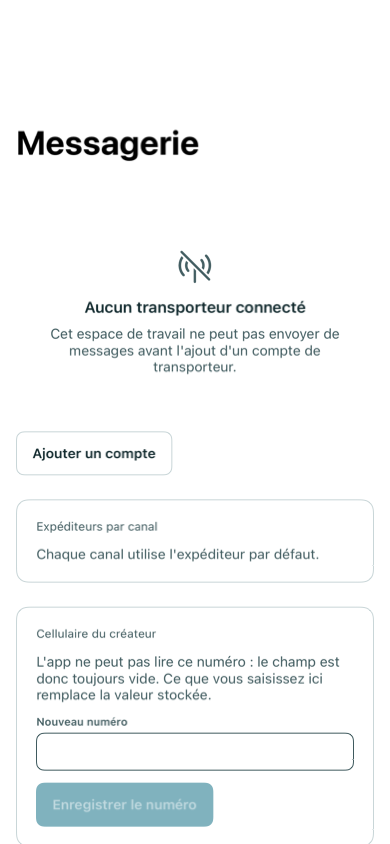 Messagerie
Aucun transporteur connecté
Cet espace de travail ne peut pas envoyer de
messages avant l'ajout d'un compte de
transporteur.
Ajouter un compte
Expéditeurs par canal
Chaque canal utilise l'expéditeur par défaut.
Cellulaire du créateur
L'app ne peut pas lire ce numéro : le champ est
donc toujours vide. Ce que vous saisissez ici
remplace la valeur stockée.
Nouveau numéro
Enregistrer le numéro